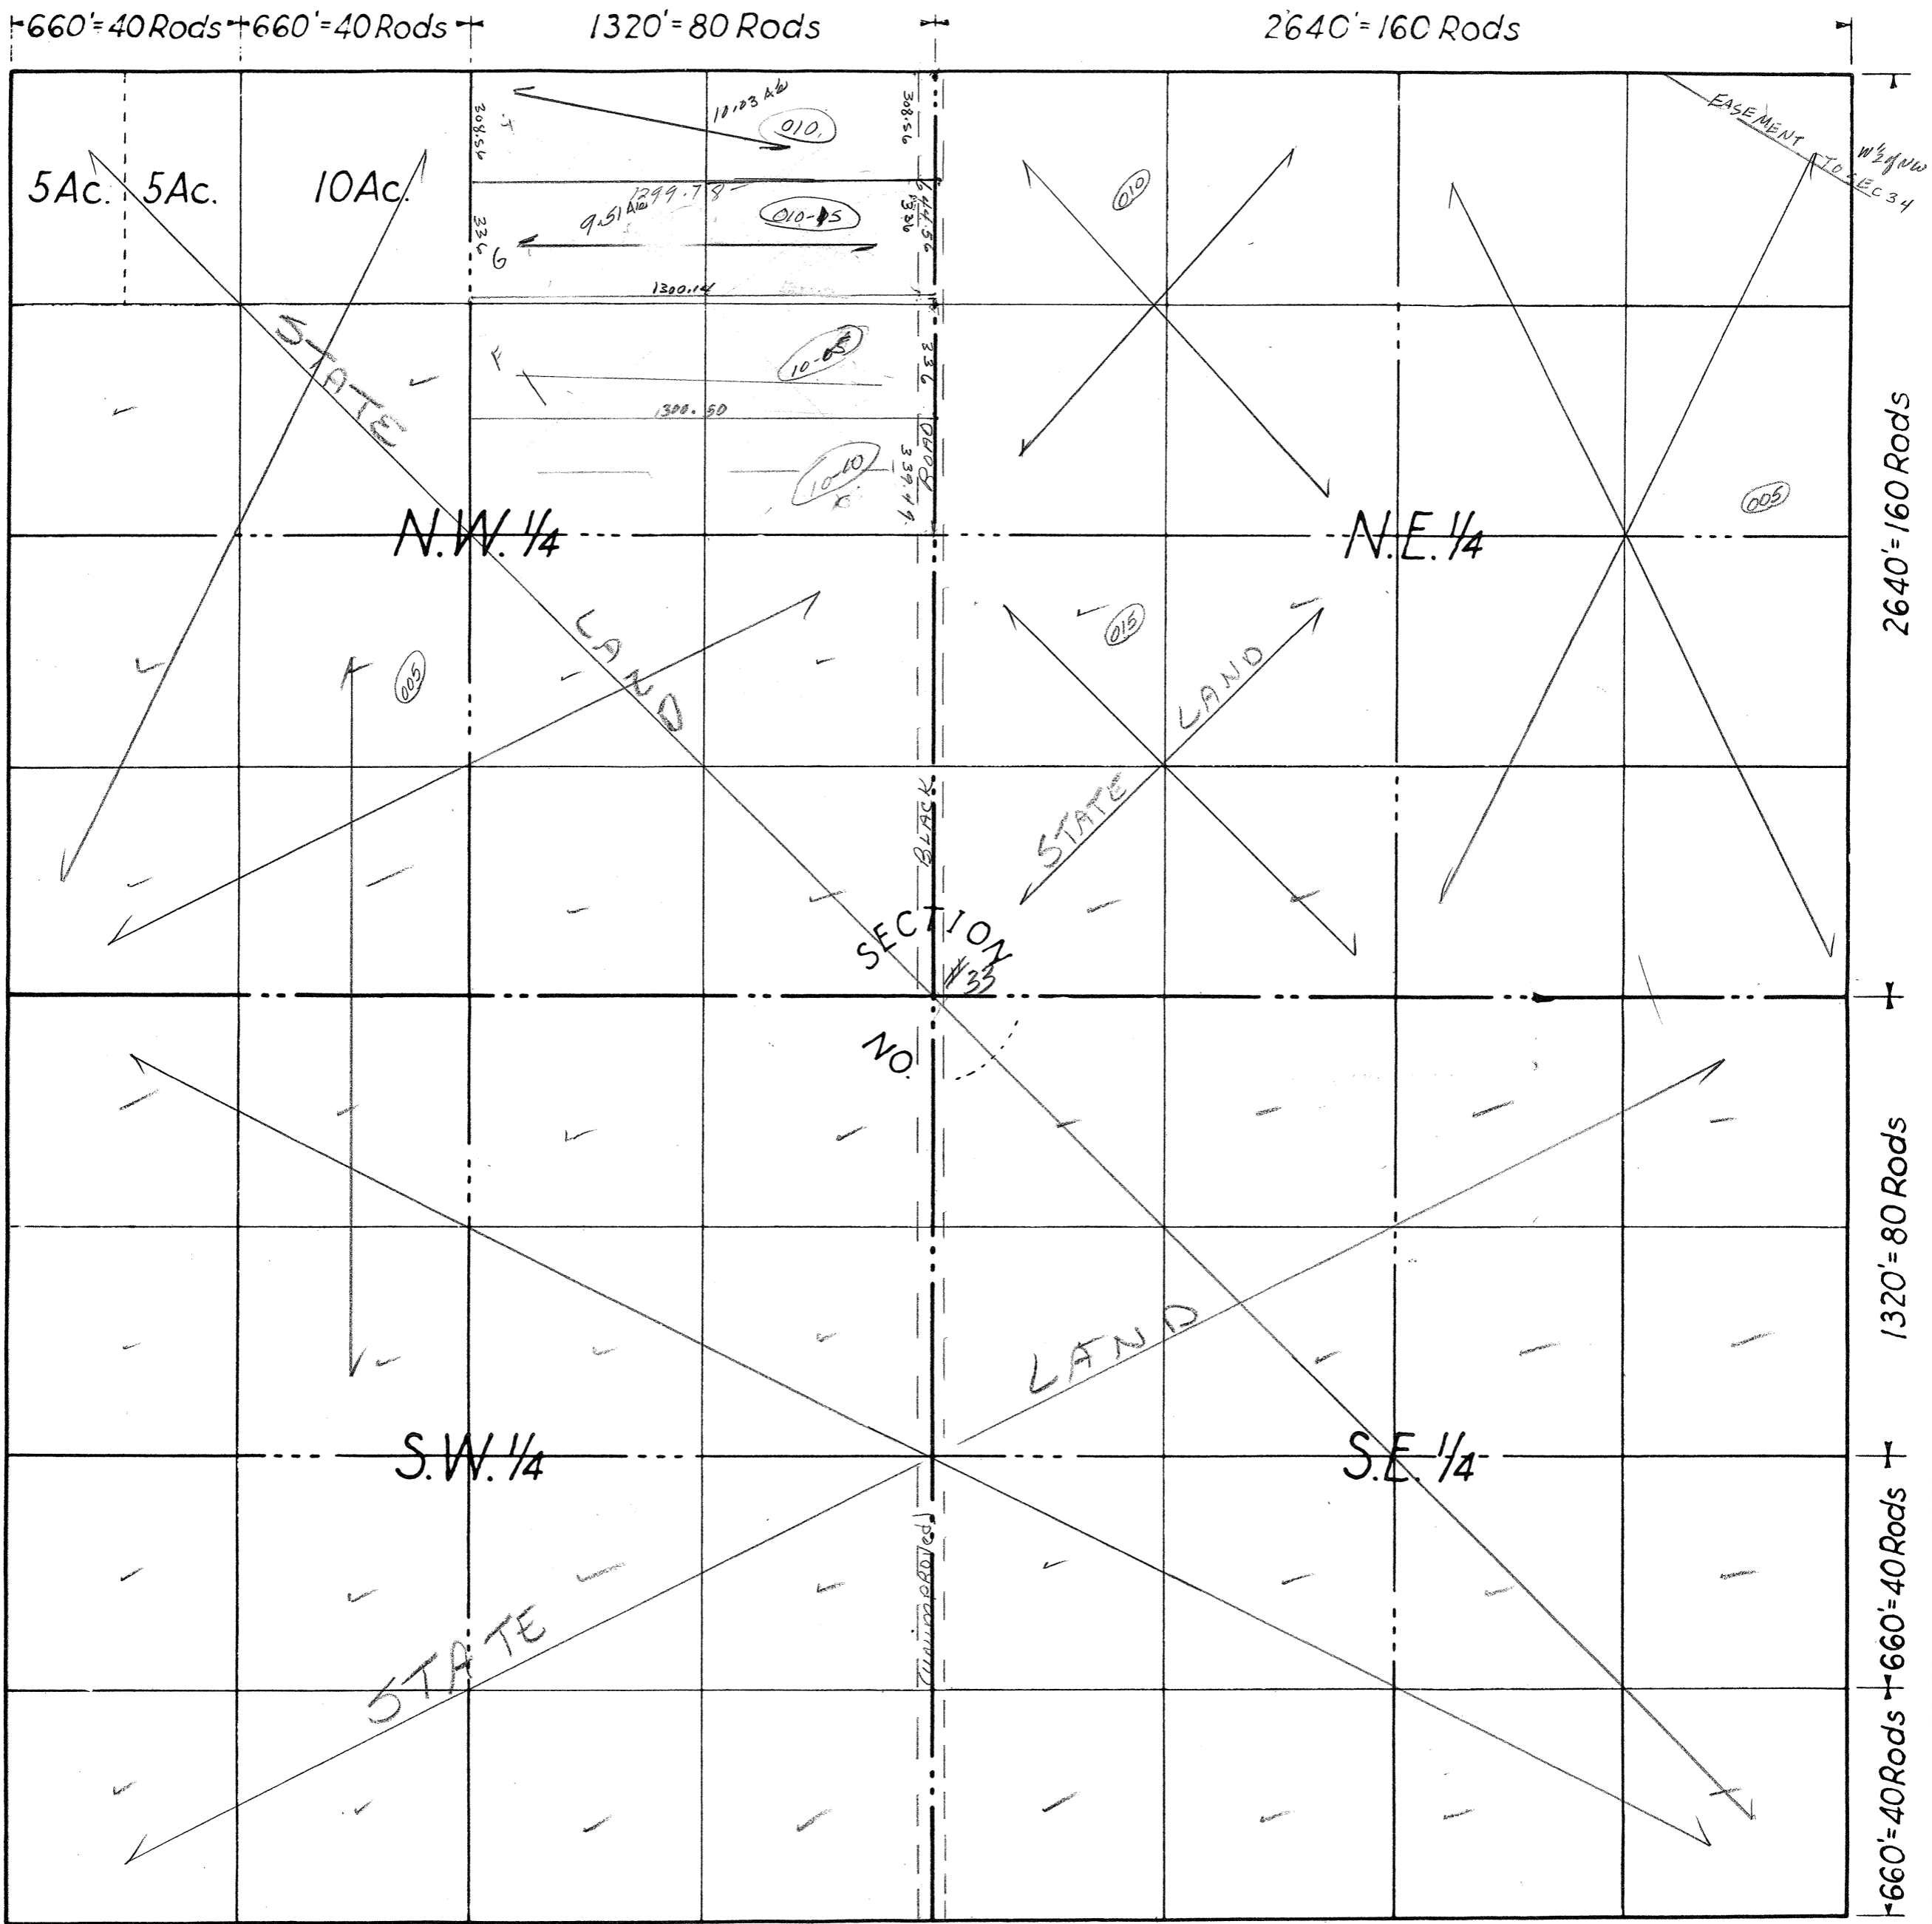 660'=40 Rods
660'=40 Rods
1320'=80 Rods
2640'=160 Rods
5Ac.
5Ac.
10Ac.
308.56
10.03 Ac
010.
308.56
1299.78
336
9.51 Ac
010-15
336
644.56
G
1300.14
F
10-05
336
1300.50
10-10
339.49
ROAD
010
EASEMENT
TO SEC 34
W½ of NW
005
STATE
LAND
N.W. 1/4
N.E. 1/4
005
015
STATE LAND
BLACK
SECTION
#33
NO.
LAND
STATE
S.W. 1/4
S.E. 1/4
2640'=160 Rods
1320'=80 Rods
660'=40 Rods
660'=40 Rods